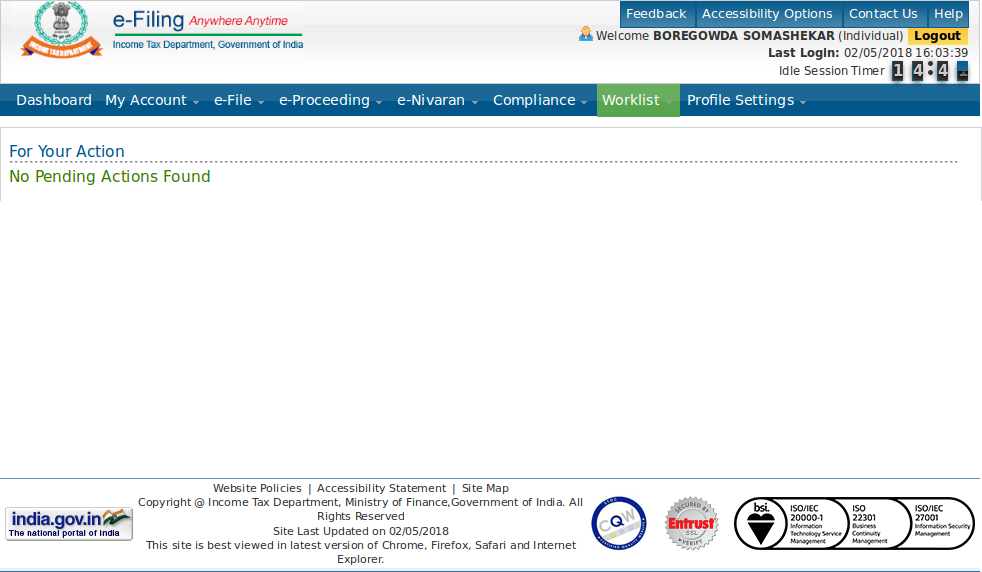 e-Filing Anywhere Anytime
Income Tax Department, Government of India
Feedback Accessibility Options Contact Us Help
Welcome BOREGOWDA SOMASHEKAR (Individual) Logout
Last Login: 02/05/2018 16:03:39
Idle Session Timer 1 4 : 4
Dashboard My Account e-File e-Proceeding e-Nivaran Compliance Worklist Profile Settings
For Your Action
No Pending Actions Found
Website Policies | Accessibility Statement | Site Map
Copyright @ Income Tax Department, Ministry of Finance,Government of India. All
Rights Reserved
Site Last Updated on 02/05/2018
This site is best viewed in latest version of Chrome, Firefox, Safari and Internet
Explorer.
india.gov.in
The national portal of India
CQW
SECURED BY
Entrust
SSL
VERIFY
bsi.
ISO/IEC
20000-1
Information
Technology Service
Management
ISO
22301
Business
Continuity
Management
ISO/IEC
27001
Information Security
Management